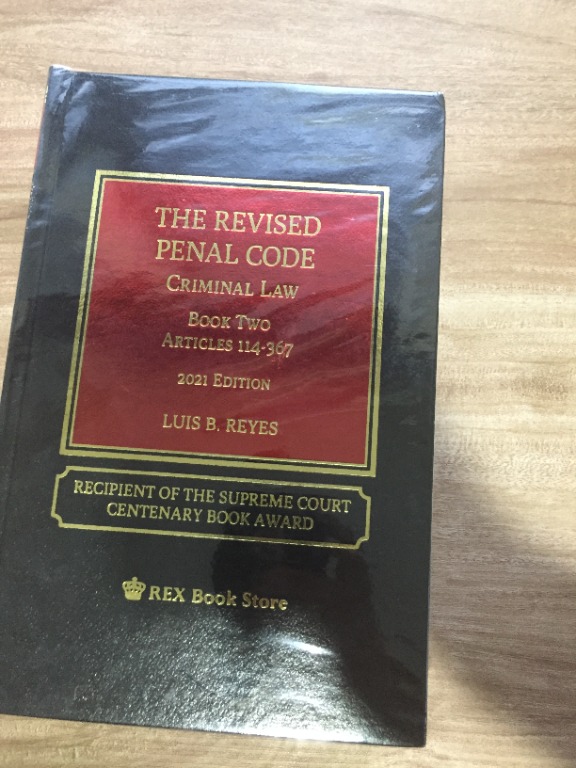 THE REVISED
PENAL CODE
CRIMINAL LAW
BOOK TWO
ARTICLES 114-367
2021 EDITION
LUIS B. REYES
RECIPIENT OF THE SUPREME COURT
CENTENARY BOOK AWARD
REX Book Store